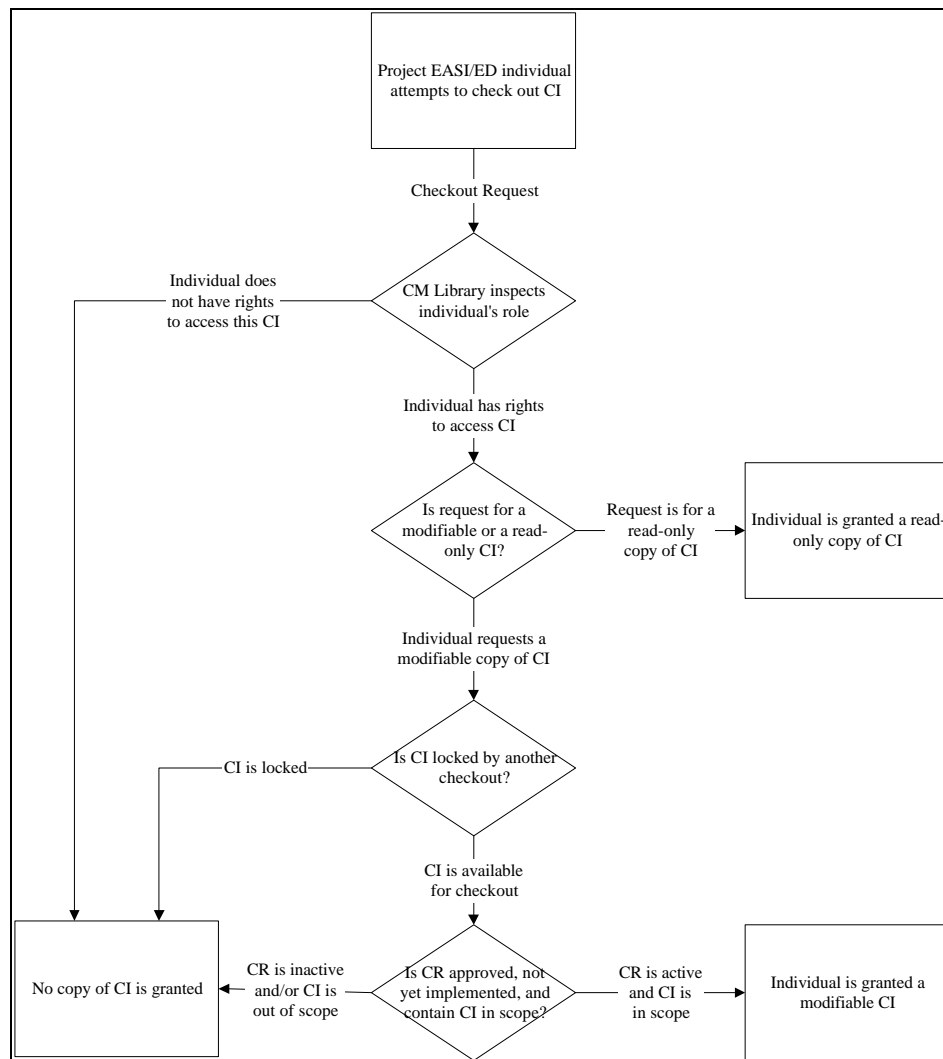 Project EASI/ED individual
attempts to check out CI
Checkout Request
Individual does
not have rights
to access this CI
CM Library inspects
individual's role
Individual has rights
to access CI
Is request for a
modifiable or a read-
only CI?
Request is for a
read-only
copy of CI
Individual is granted a read-
only copy of CI
Individual requests a
modifiable copy of CI
Is CI locked by another
checkout?
CI is locked
CI is available
for checkout
No copy of CI is granted
CR is inactive
and/or CI is
out of scope
Is CR approved, not
yet implemented, and
contain CI in scope?
CR is active
and CI is
in scope
Individual is granted a
modifiable CI